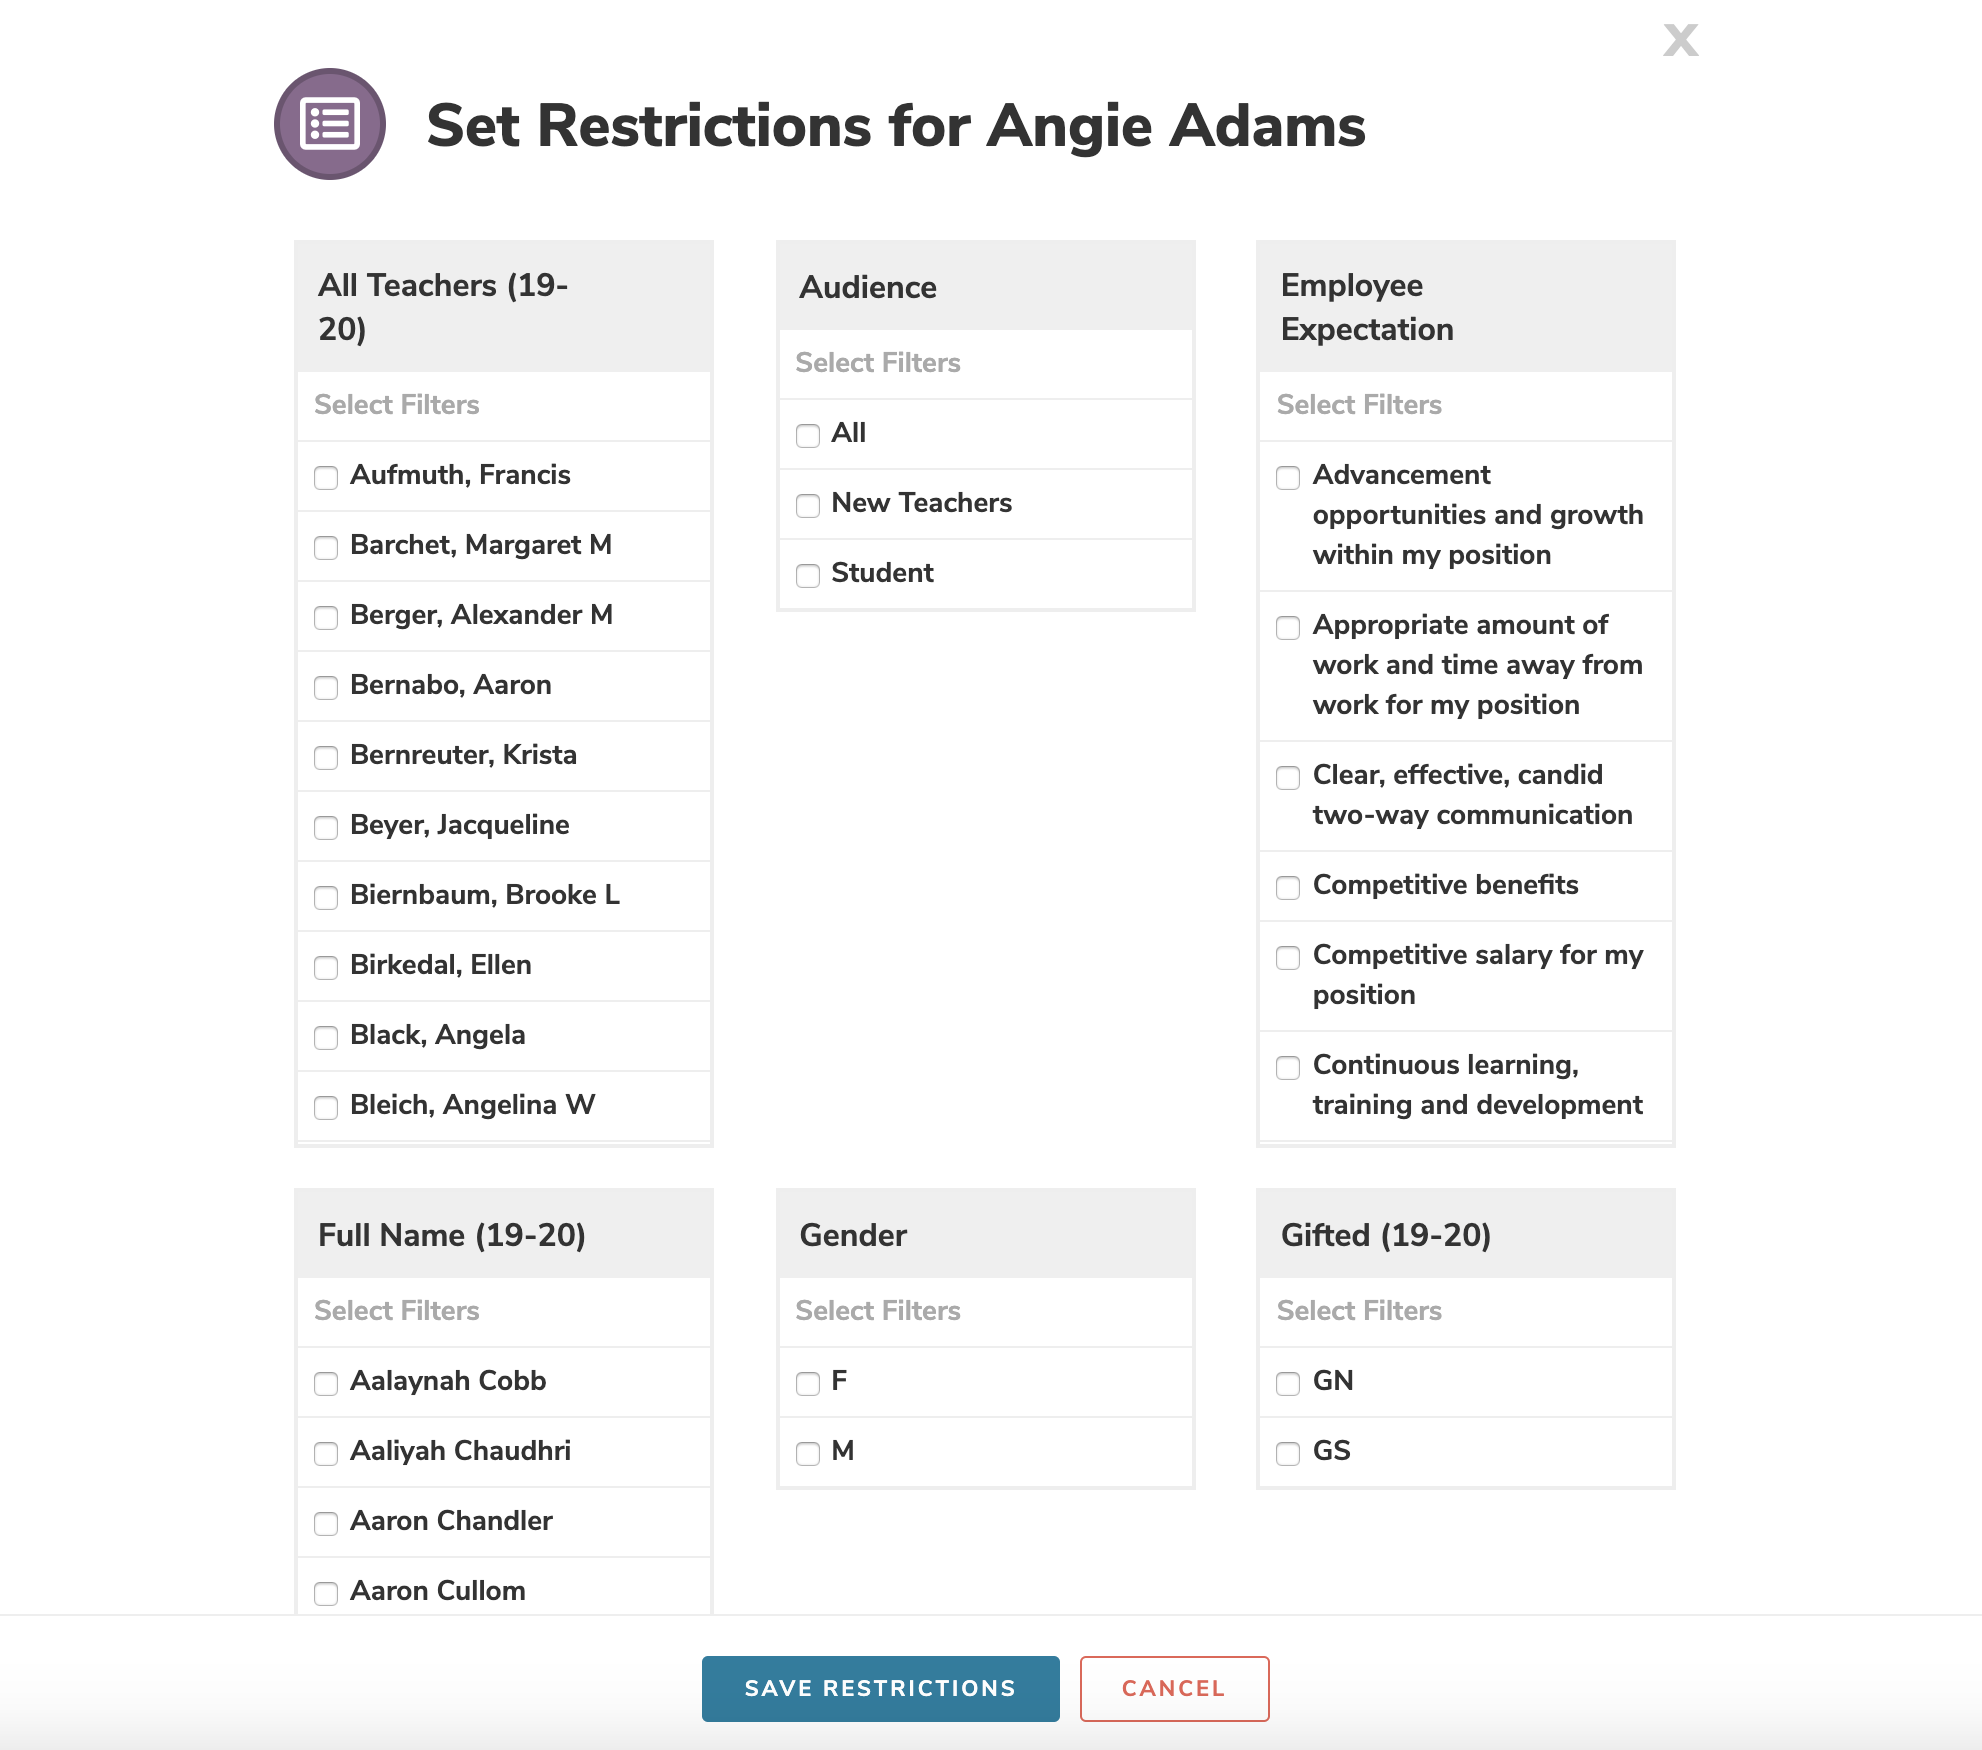 X
Set Restrictions for Angie Adams
All Teachers (19-
20)
Select Filters
Aufmuth, Francis
Barchet, Margaret M
Berger, Alexander M
Bernabo, Aaron
Bernreuter, Krista
Beyer, Jacqueline
Biernbaum, Brooke L
Birkedal, Ellen
Black, Angela
Bleich, Angelina W
Audience
Select Filters
All
New Teachers
Student
Employee
Expectation
Select Filters
Advancement
opportunities and growth
within my position
Appropriate amount of
work and time away from
work for my position
Clear, effective, candid
two-way communication
Competitive benefits
Competitive salary for my
position
Continuous learning,
training and development
Full Name (19-20)
Select Filters
Aalaynah Cobb
Aaliyah Chaudhri
Aaron Chandler
Aaron Cullom
Gender
Select Filters
F
M
Gifted (19-20)
Select Filters
GN
GS
SAVE RESTRICTIONS
CANCEL